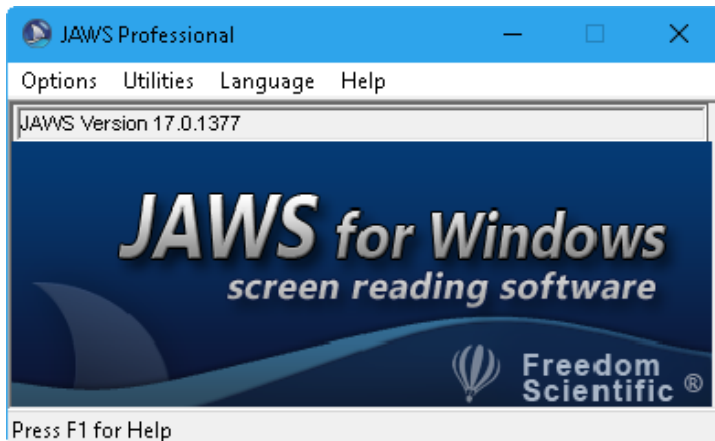 JAWS Professional
Options Utilities Language Help
JAWS Version 17.0.1377
JAWS for Windows
screen reading software
Freedom
Scientific ®
Press F1 for Help